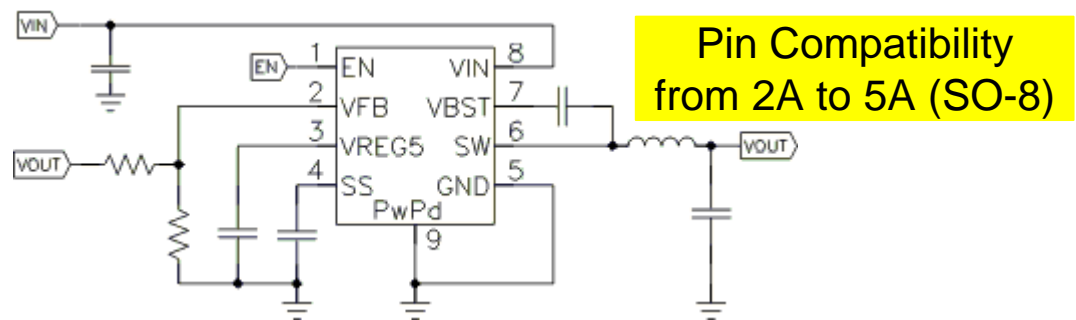 VIN
Pin Compatibility
from 2A to 5A (SO-8)
EN
1
EN
VIN
8
2
VFB
VBST
7
3
VREG5
SW
6
VOUT
VOUT
4
SS
GND
5
PwPd
9